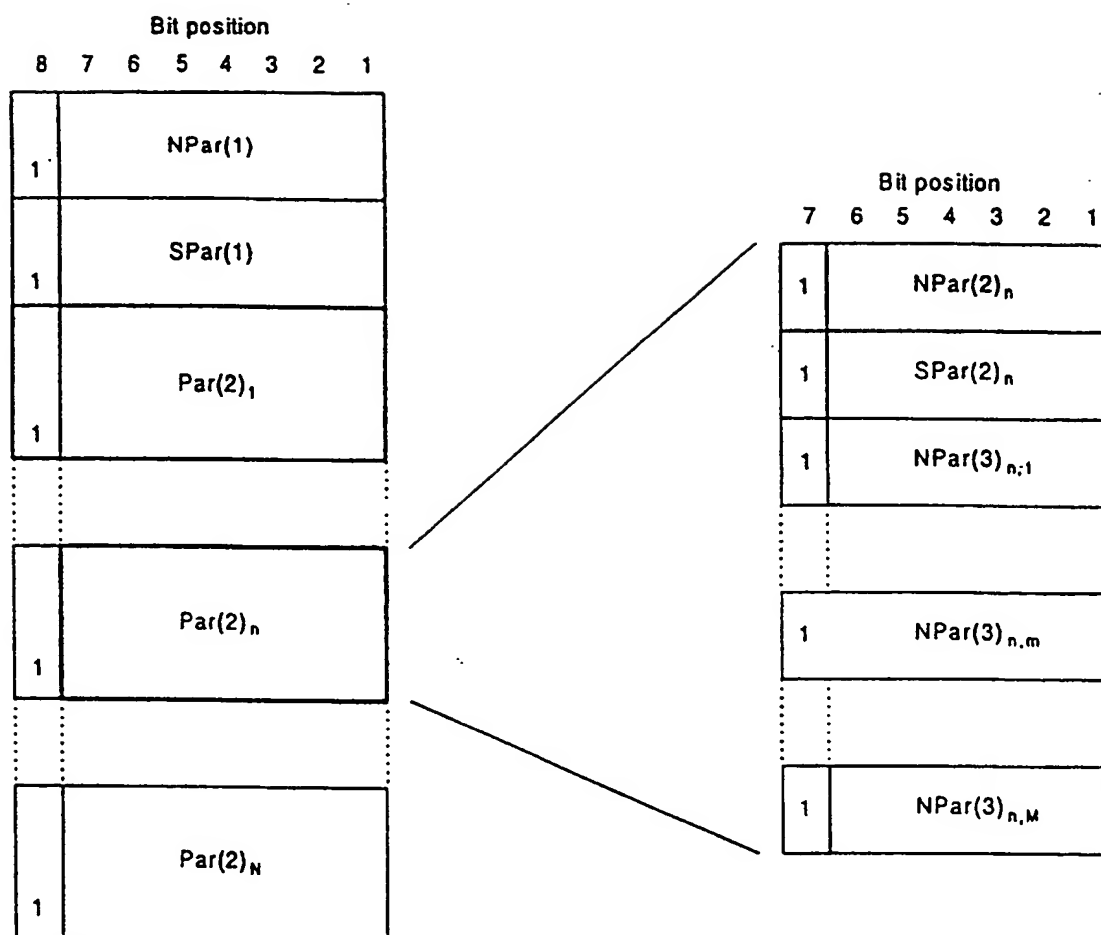 Bit position
8 7 6 5 4 3 2 1
NPar(1)
1
SPar(1)
1
Par(2)₁
1
Par(2)ₙ
1
Par(2)_N
1
Bit position
7 6 5 4 3 2 1
1 NPar(2)ₙ
1 SPar(2)ₙ
1 NPar(3)ₙ,₁
1 NPar(3)ₙ,ₘ
1 NPar(3)ₙ,_M